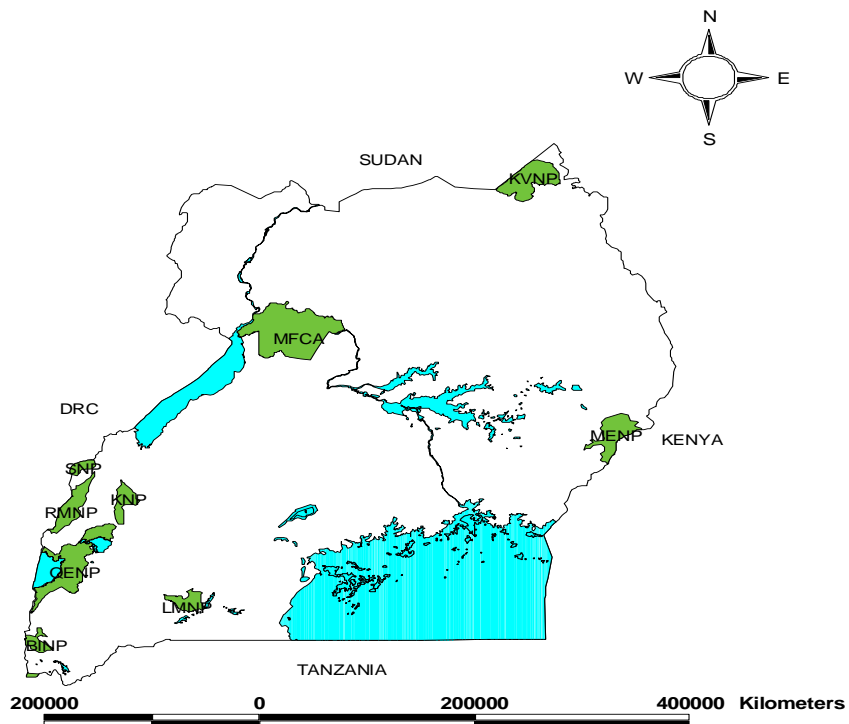 N
W E
S
SUDAN
KVNP
MFCA
DRC
MENP KENYA
SNP
KNP
RMNP
QENP
LMNP
BINP
TANZANIA
200000 0 200000 400000 Kilometers